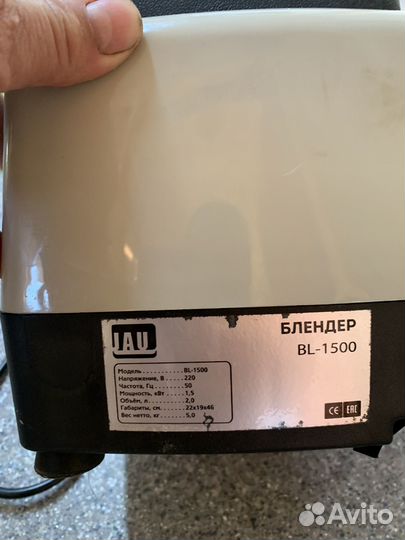 JAU
БЛЕНДЕР
BL-1500
Модель.....................BL-1500
Напряжение, В.....220
Частота, Гц..............50
Мощность, кВт.......1,5
Объём, л...................2,0
Габариты, см...........22x19x46
Вес нетто, кг............5,0
CE EAC
Avito